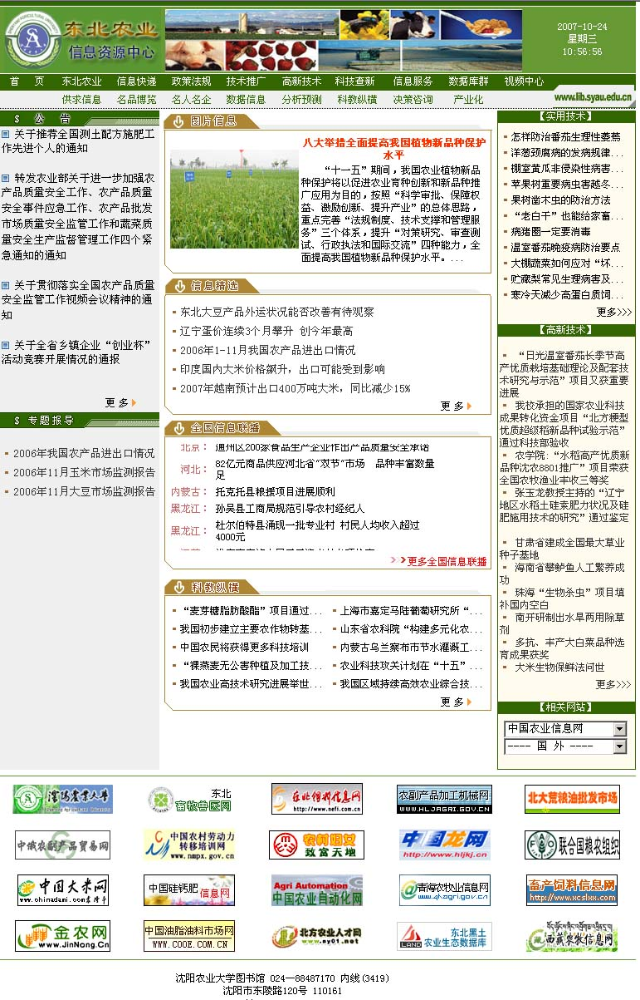 东北农业
信息资源中心
2007-10-24
星期三
10:56:56
首 页 东北农业 信息快递 政策法规 技术推广 高新技术 科技查新 信息服务 数据库群 视频中心
供求信息 名品博览 名人名企 数据信息 分析预测 科教纵横 决策咨询 产业化
www.lib.syau.edu.cn
$ 公 告
关于推荐全国测土配方施肥工
作先进个人的通知
转发农业部关于进一步加强农
产品质量安全工作、农产品质量
安全事件应急工作、农产品批发
市场质量安全监管工作和蔬菜质
量安全生产监督管理工作四个紧
急通知的通知
关于贯彻落实全国农产品质量
安全监管工作视频会议精神的通
知
关于全省乡镇企业“创业杯”
活动竞赛开展情况的通报
更 多
$ 专题报导
2006年我国农产品进出口情况
2006年11月玉米市场监测报告
2006年11月大豆市场监测报告
图片信息
八大举措全面提高我国植物新品种保护
水平
“十一五”期间，我国农业植物新品
种保护将以促进农业育种创新和新品种推
广应用为目的，按照“科学审批、保障权
益、激励创新、提升产业”的总体思路，
重点完善“法规制度、技术支撑和管理服
务”三个体系，提升“对策研究、审查测
试、行政执法和国际交流”四种能力，全
面提高我国植物新品种保护水平。...
信息精选
东北大豆产品外运状况能否改善有待观察
辽宁蛋价连续3个月攀升 创今年最高
2006年1-11月我国农产品进出口情况
印度国内大米价格飙升，出口可能受到影响
2007年越南预计出口400万吨大米，同比减少15%
更 多
全国信息联播
北京： 通州区200家食品生产企业作出产品质量安全承诺
河北： 82亿元商品供应河北省“双节”市场 品种丰富数量
足
内蒙古： 托克托县粮援项目进展顺利
黑龙江： 孙吴县工商局规范引导农村经纪人
黑龙江： 杜尔伯特县涌现一批专业村 村民人均收入超过
4000元
更多全国信息联播
科教纵横
“麦芽糖脂肪酸酯”项目通过...
我国初步建立主要农作物转基...
中国农民将获得更多科技培训
“裸燕麦无公害种植及加工技...
我国农业高技术研究进展举世...
上海市嘉定马陆葡萄研究所“...
山东省农科院“构建多元化农...
内蒙古乌兰察布市节水灌溉工...
农业科技攻关计划在“十五”...
我国区域持续高效农业综合技...
更 多
【实用技术】
怎样防治番茄生理性萎蔫
洋葱颈腐病的发病规律...
棚室黄瓜非侵染性病害...
苹果树重要病虫害越冬...
果树凿木虫的防治方法
“老白干”也能给家畜...
病猪圈一定要消毒
温室番茄晚疫病防治要点
大棚蔬菜如何应对“坏...
贮藏梨常见生理病害及...
寒冷天减少高蛋白质饲...
更多>>>
【高新技术】
“日光温室番茄长季节高
产优质栽培基础理论及配套技
术研究与示范”项目又获重要
进展
我校承担的国家农业科技
成果转化资金项目“北方粳型
优质超级稻新品种试验示范”
通过科技部验收
农学院：“水稻高产优质新
品种沈农8801推广”项目荣获
全国农牧渔业丰收三等奖
张玉龙教授主持的“辽宁
地区水稻土硅素肥力状况及硅
肥施用技术的研究”通过鉴定
甘肃省建成全国最大草业
种子基地
海南省攀鲈鱼人工繁养成
功
珠海“生物杀虫”项目填
补国内空白
南开研制出水旱两用除草
剂
多抗、丰产大白菜品种选
育成果获奖
大米生物保鲜法问世
更多>>>
【相关网站】
中国农业信息网
---- 国 外 ----
沈阳农业大学
东北
畜牧兽医网
东北饲料信息网
http://www.nefi.com.cn
农副产品加工机械网
WWW.HLJAGRI.GOV.CN
北大荒粮油批发市场
中俄农副产品贸易网
中国农村劳动力
转移培训网
www.nmpx.gov.cn
农村妇女
致富天地
中国龙网
http://www.hljkj.cn
联合国粮农组织
中国大米网
www.chinadami.com
中国硅钙肥
信息网
Agri Automation
中国农业自动化网
青海农牧业信息网
www.qhagri.gov.cn
畜产饲料信息网
http://www.xcslxx.com
金农网
www.JinNong.Cn
中国油脂油料市场网
WWW.COOE.COM.CN
北方农业人才网
www.ny01.net
LAND
东北黑土
农业生态数据库
西藏农牧信息网
沈阳农业大学图书馆 024—88487170 内线(3419)
沈阳市东陵路120号 110161